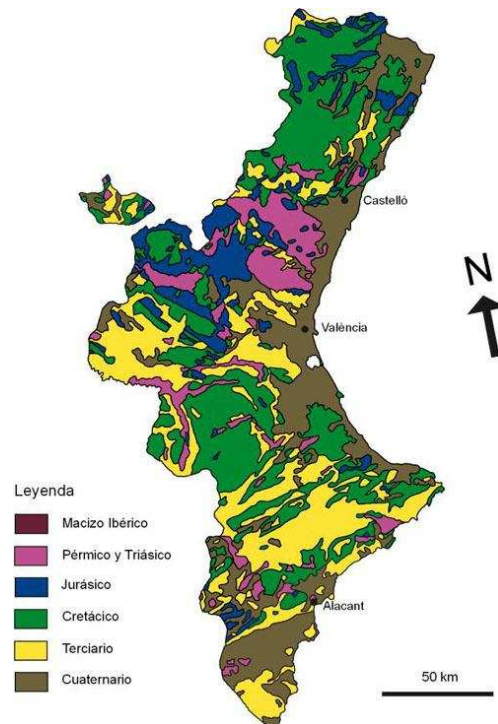 Castelló
N
València
Leyenda
Macizo Ibérico
Pérmico y Triásico
Jurásico
Cretácico
Terciario
Cuaternario
Alacant
50 km